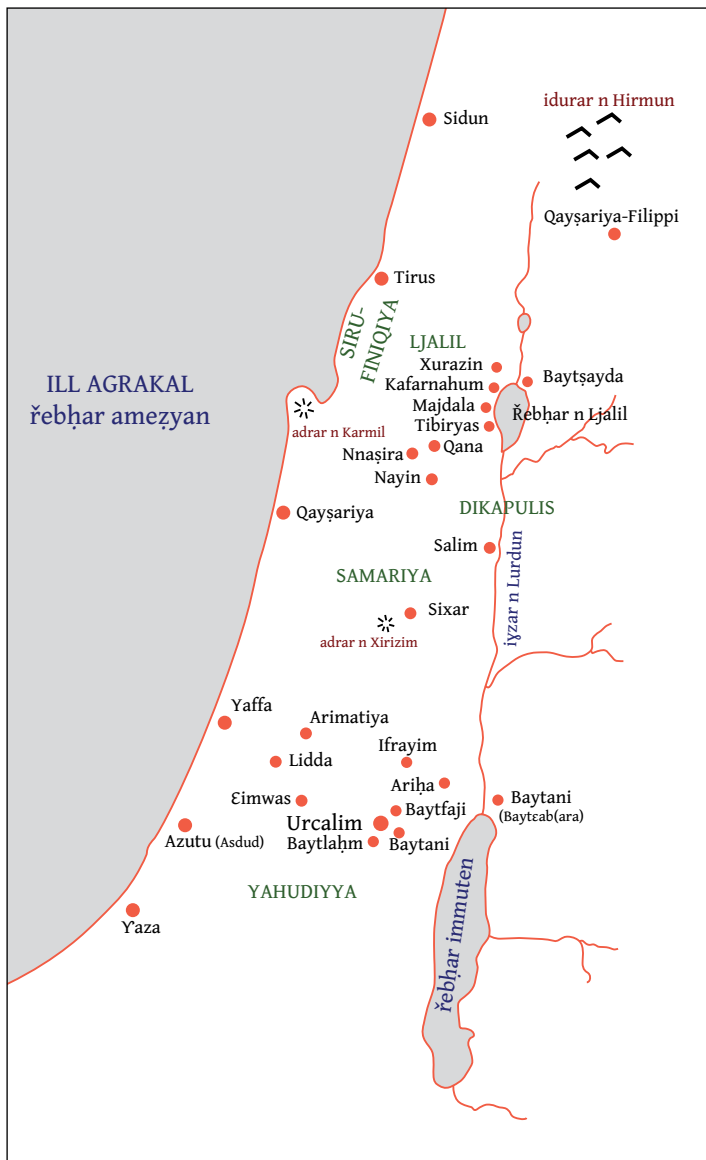 idurar n Hirmun
Sidun
Qayṣariya-Filippi
Tirus
SIRU-
FINIQIYA
LJALIL
Xurazin
Kafarnahum
Baytṣayda
ILL AGRAKAL
řebḥar ameẓyan
Majdala
Řebḥar n Ljalil
Tibiryas
adrar n Karmil
Qana
Nnaṣira
Nayin
Qayṣariya
DIKAPULIS
Salim
SAMARIYA
iɣzar n Lurdun
Sixar
adrar n Xirizim
Yaffa
Arimatiya
Ifrayim
Lidda
Ariḥa
Ɛimwas
Baytani
(Baytɛab(ara)
Baytfaji
Urcalim
Azutu (Asdud)
Baytlaḥm
Baytani
YAHUDIYYA
Ɣaza
řebḥar immuten